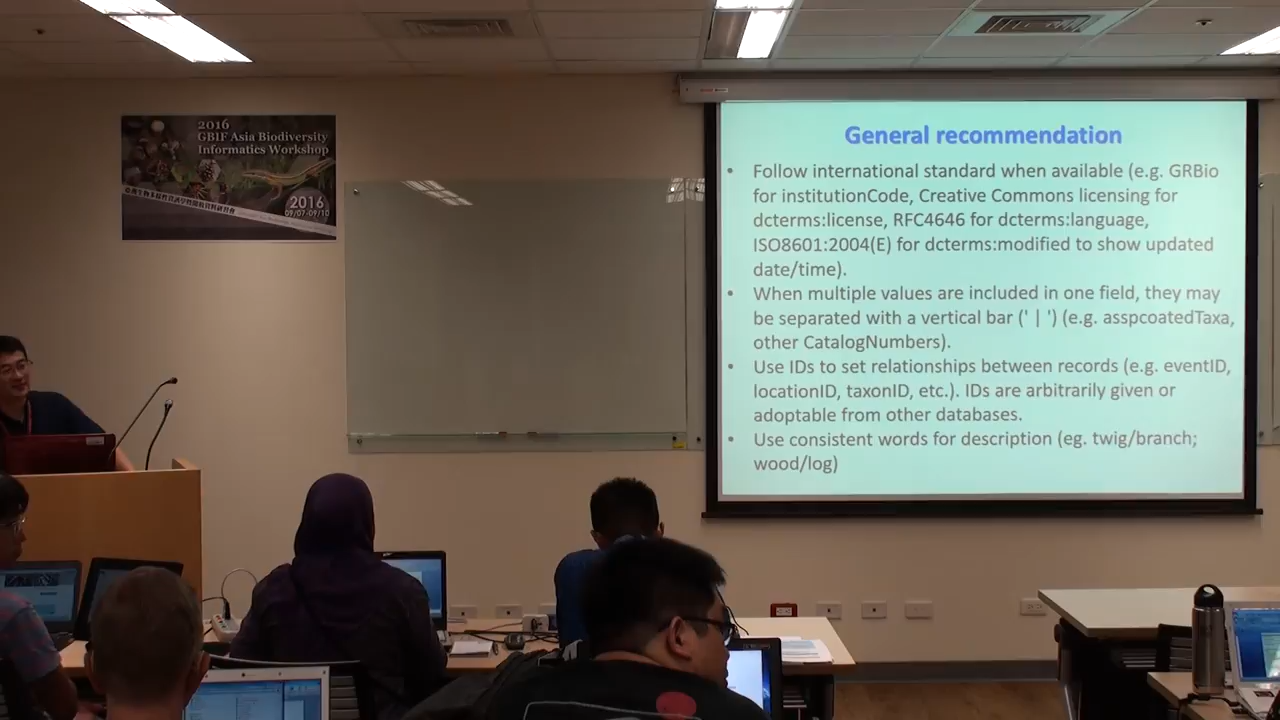 2016
GBIF Asia Biodiversity
Informatics Workshop
2016
09/07-09/10
General recommendation
• Follow international standard when available (e.g. GRBio
for institutionCode, Creative Commons licensing for
dcterms:license, RFC4646 for dcterms:language,
ISO8601:2004(E) for dcterms:modified to show updated
date/time).
• When multiple values are included in one field, they may
be separated with a vertical bar (' | ') (e.g. asspcoatedTaxa,
other CatalogNumbers).
• Use IDs to set relationships between records (e.g. eventID,
locationID, taxonID, etc.). IDs are arbitrarily given or
adoptable from other databases.
• Use consistent words for description (eg. twig/branch;
wood/log)